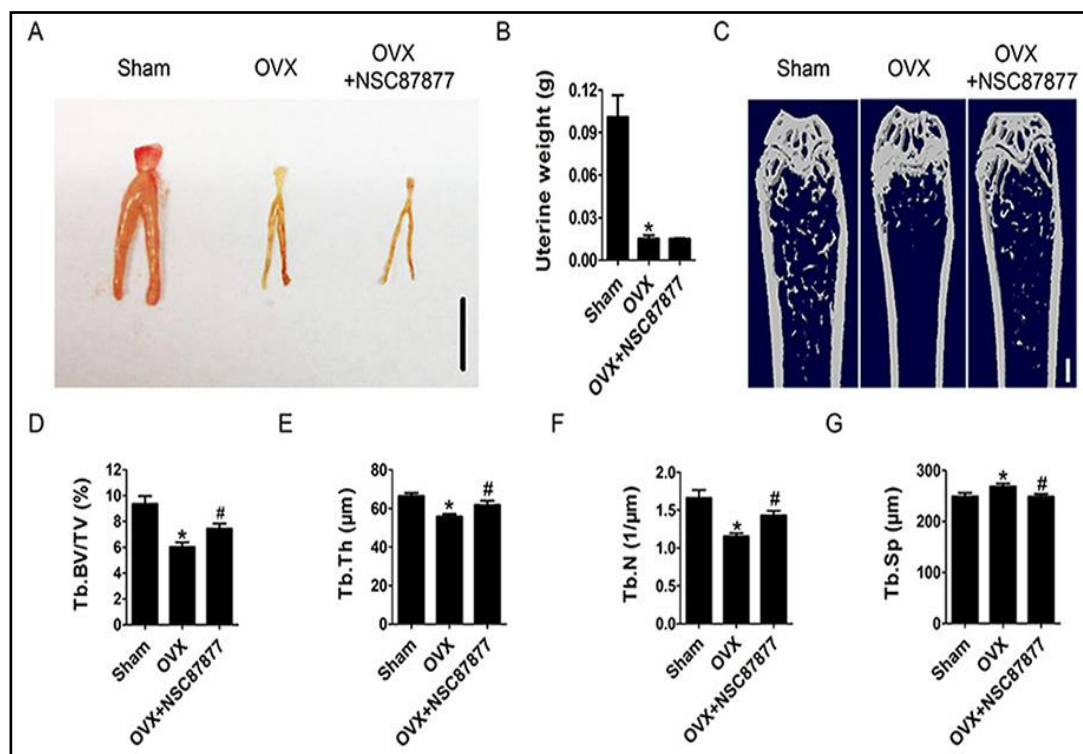 A
Sham
OVX
OVX
+NSC87877
B
Uterine weight (g)
0.12
0.09
0.06
0.03
0.00
*
Sham
OVX
OVX+NSC87877
C
Sham
OVX
OVX
+NSC87877
D
Tb.BV/TV (%)
12
10
8
6
4
2
0
*
#
Sham
OVX
OVX+NSC87877
E
Tb.Th (μm)
80
60
40
20
0
*
#
Sham
OVX
OVX+NSC87877
F
Tb.N (1/μm)
2.0
1.5
1.0
0.5
0.0
*
#
Sham
OVX
OVX+NSC87877
G
Tb.Sp (μm)
300
200
100
0
*
#
Sham
OVX
OVX+NSC87877